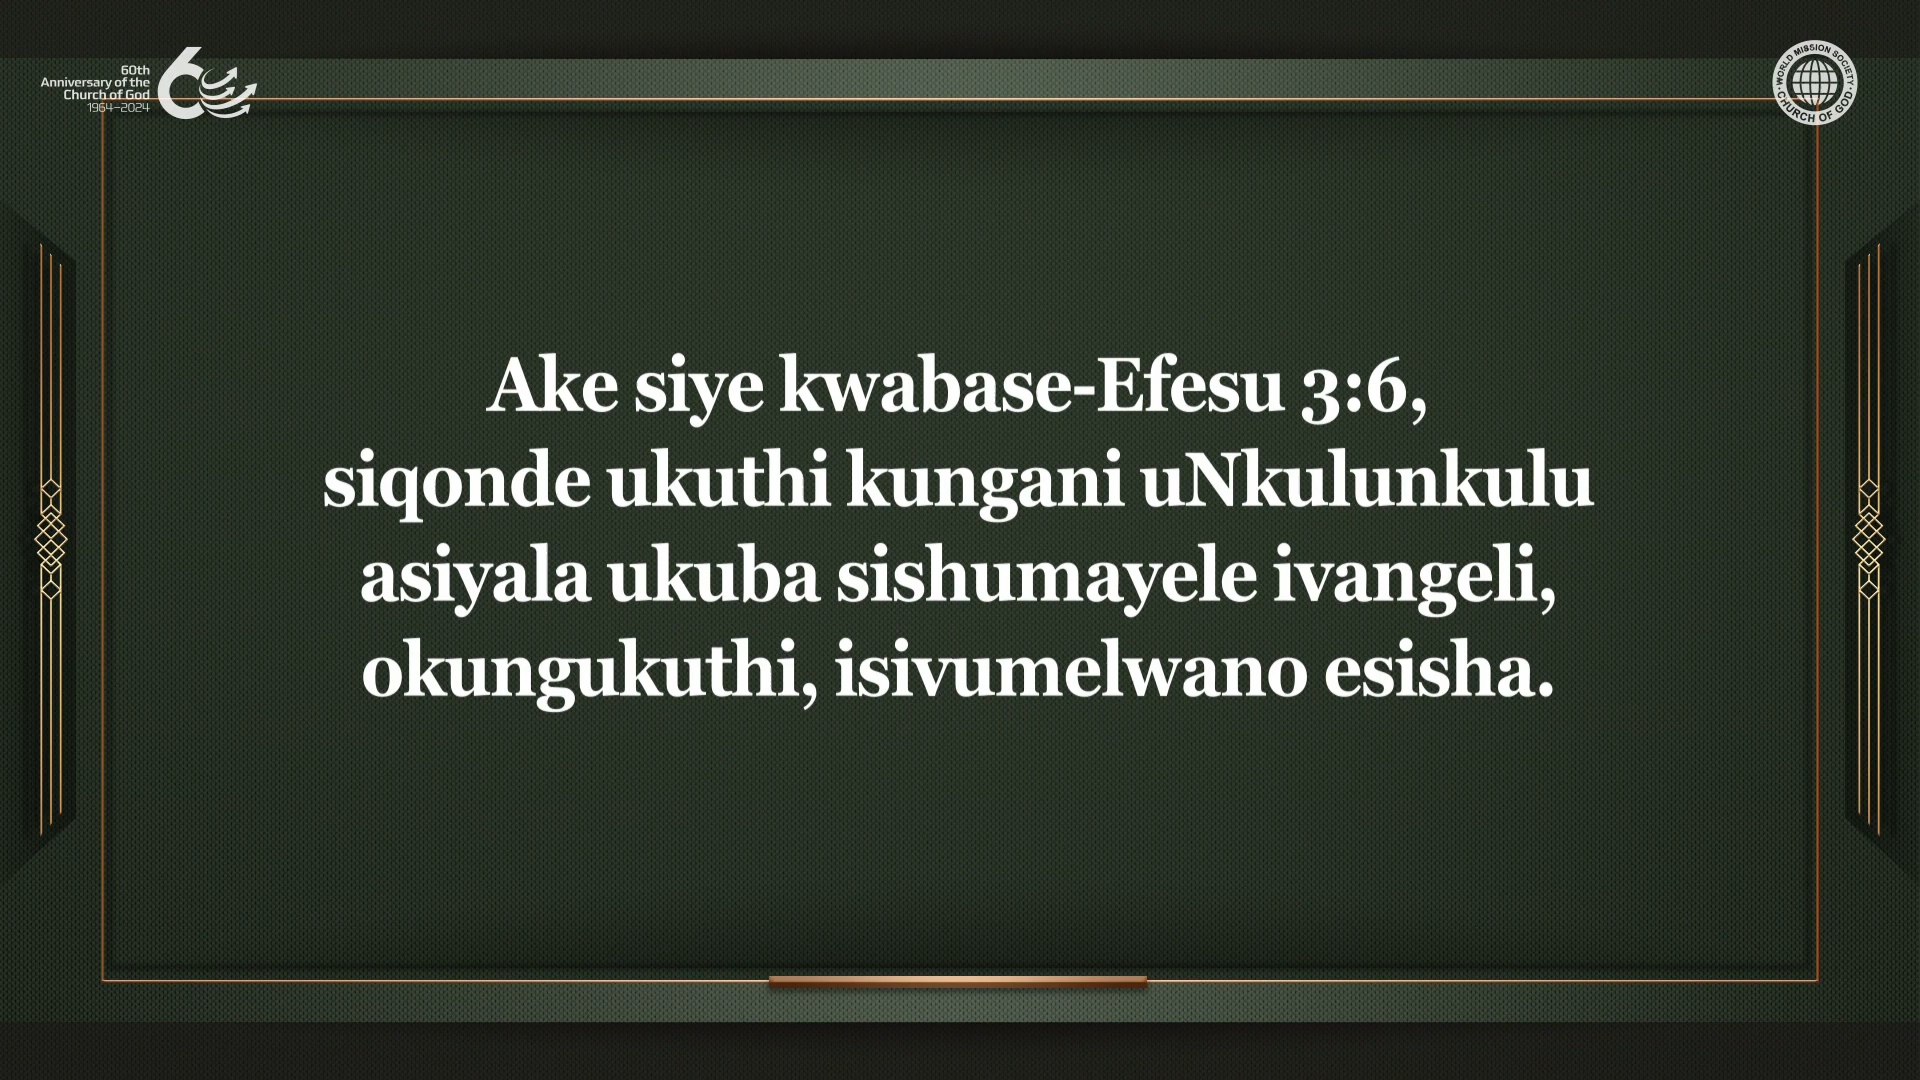 60th
Anniversary of the
Church of God
1964–2024
WORLD MISSION SOCIETY
CHURCH OF GOD
Ake siye kwabase-Efesu 3:6,
siqonde ukuthi kungani uNkulunkulu
asiyala ukuba sishumayele ivangeli,
okungukuthi, isivumelwano esisha.